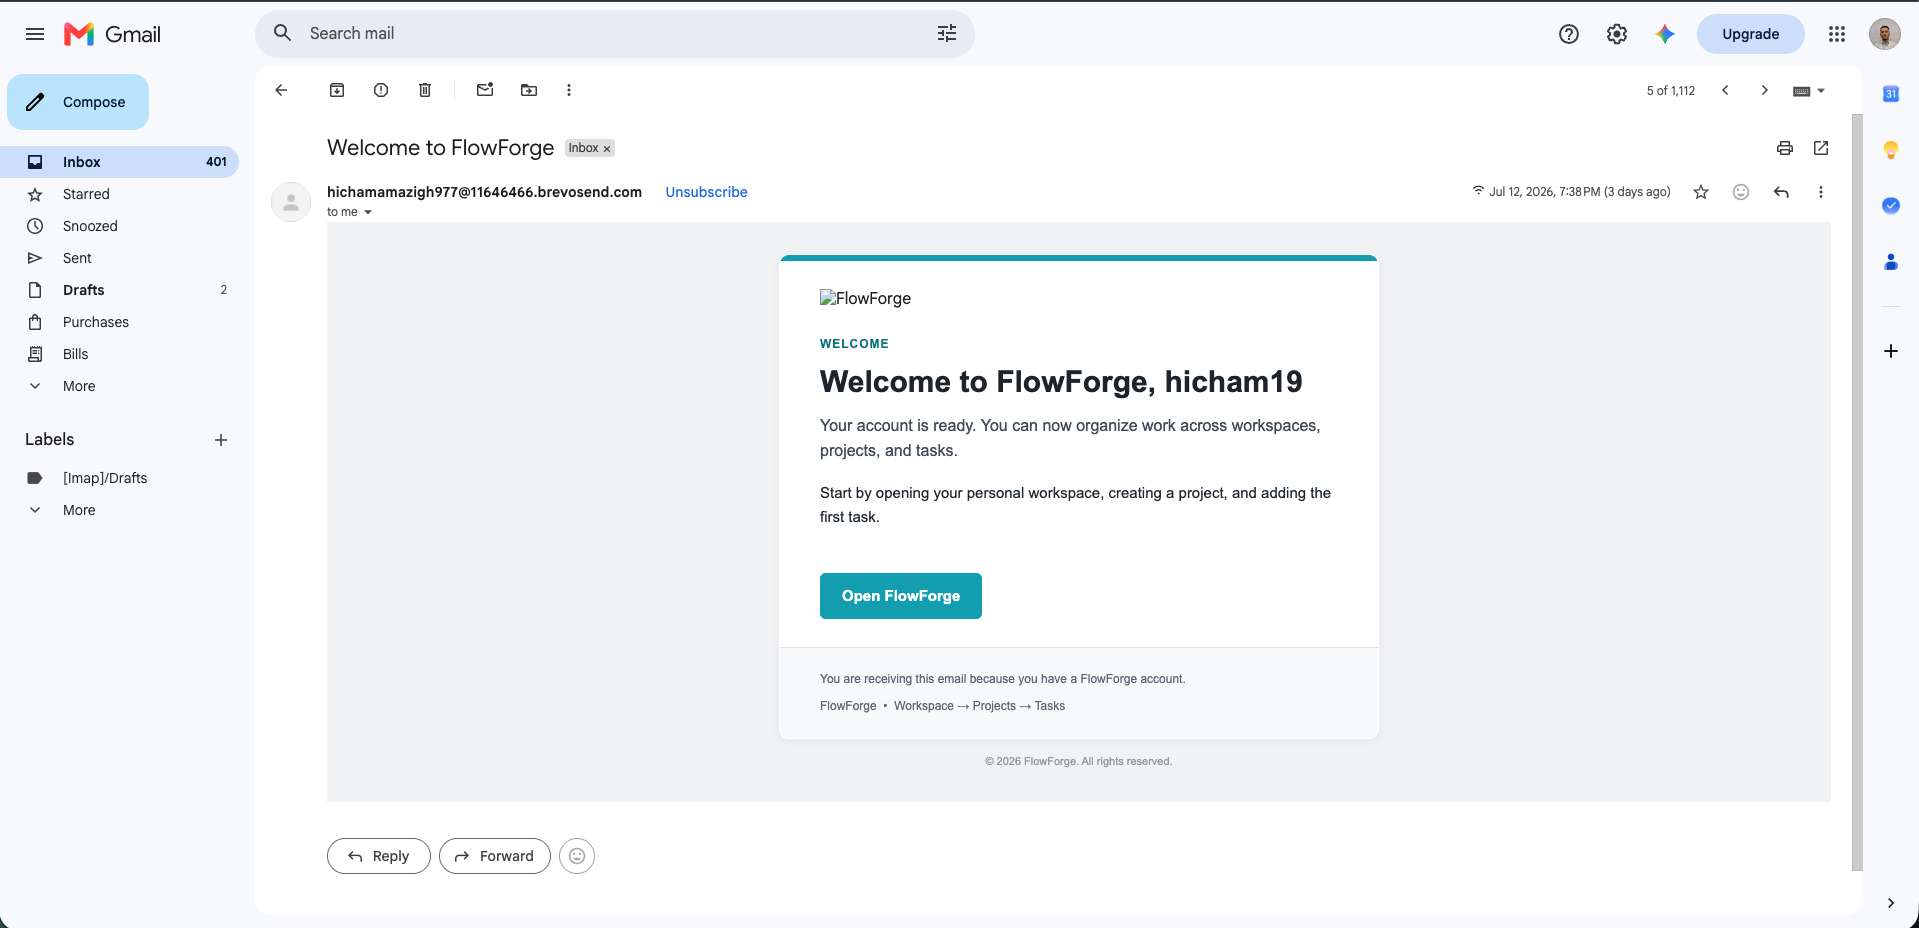 Gmail
Search mail
Upgrade
Compose
Inbox 401
Starred
Snoozed
Sent
Drafts 2
Purchases
Bills
More
Labels
[Imap]/Drafts
More
5 of 1,112
Welcome to FlowForge Inbox ×
hichamamazigh977@11646466.brevosend.com Unsubscribe
Jul 12, 2026, 7:38 PM (3 days ago)
to me
FlowForge
WELCOME
Welcome to FlowForge, hicham19
Your account is ready. You can now organize work across workspaces,
projects, and tasks.
Start by opening your personal workspace, creating a project, and adding the
first task.
Open FlowForge
You are receiving this email because you have a FlowForge account.
FlowForge • Workspace → Projects → Tasks
© 2026 FlowForge. All rights reserved.
Reply
Forward
31